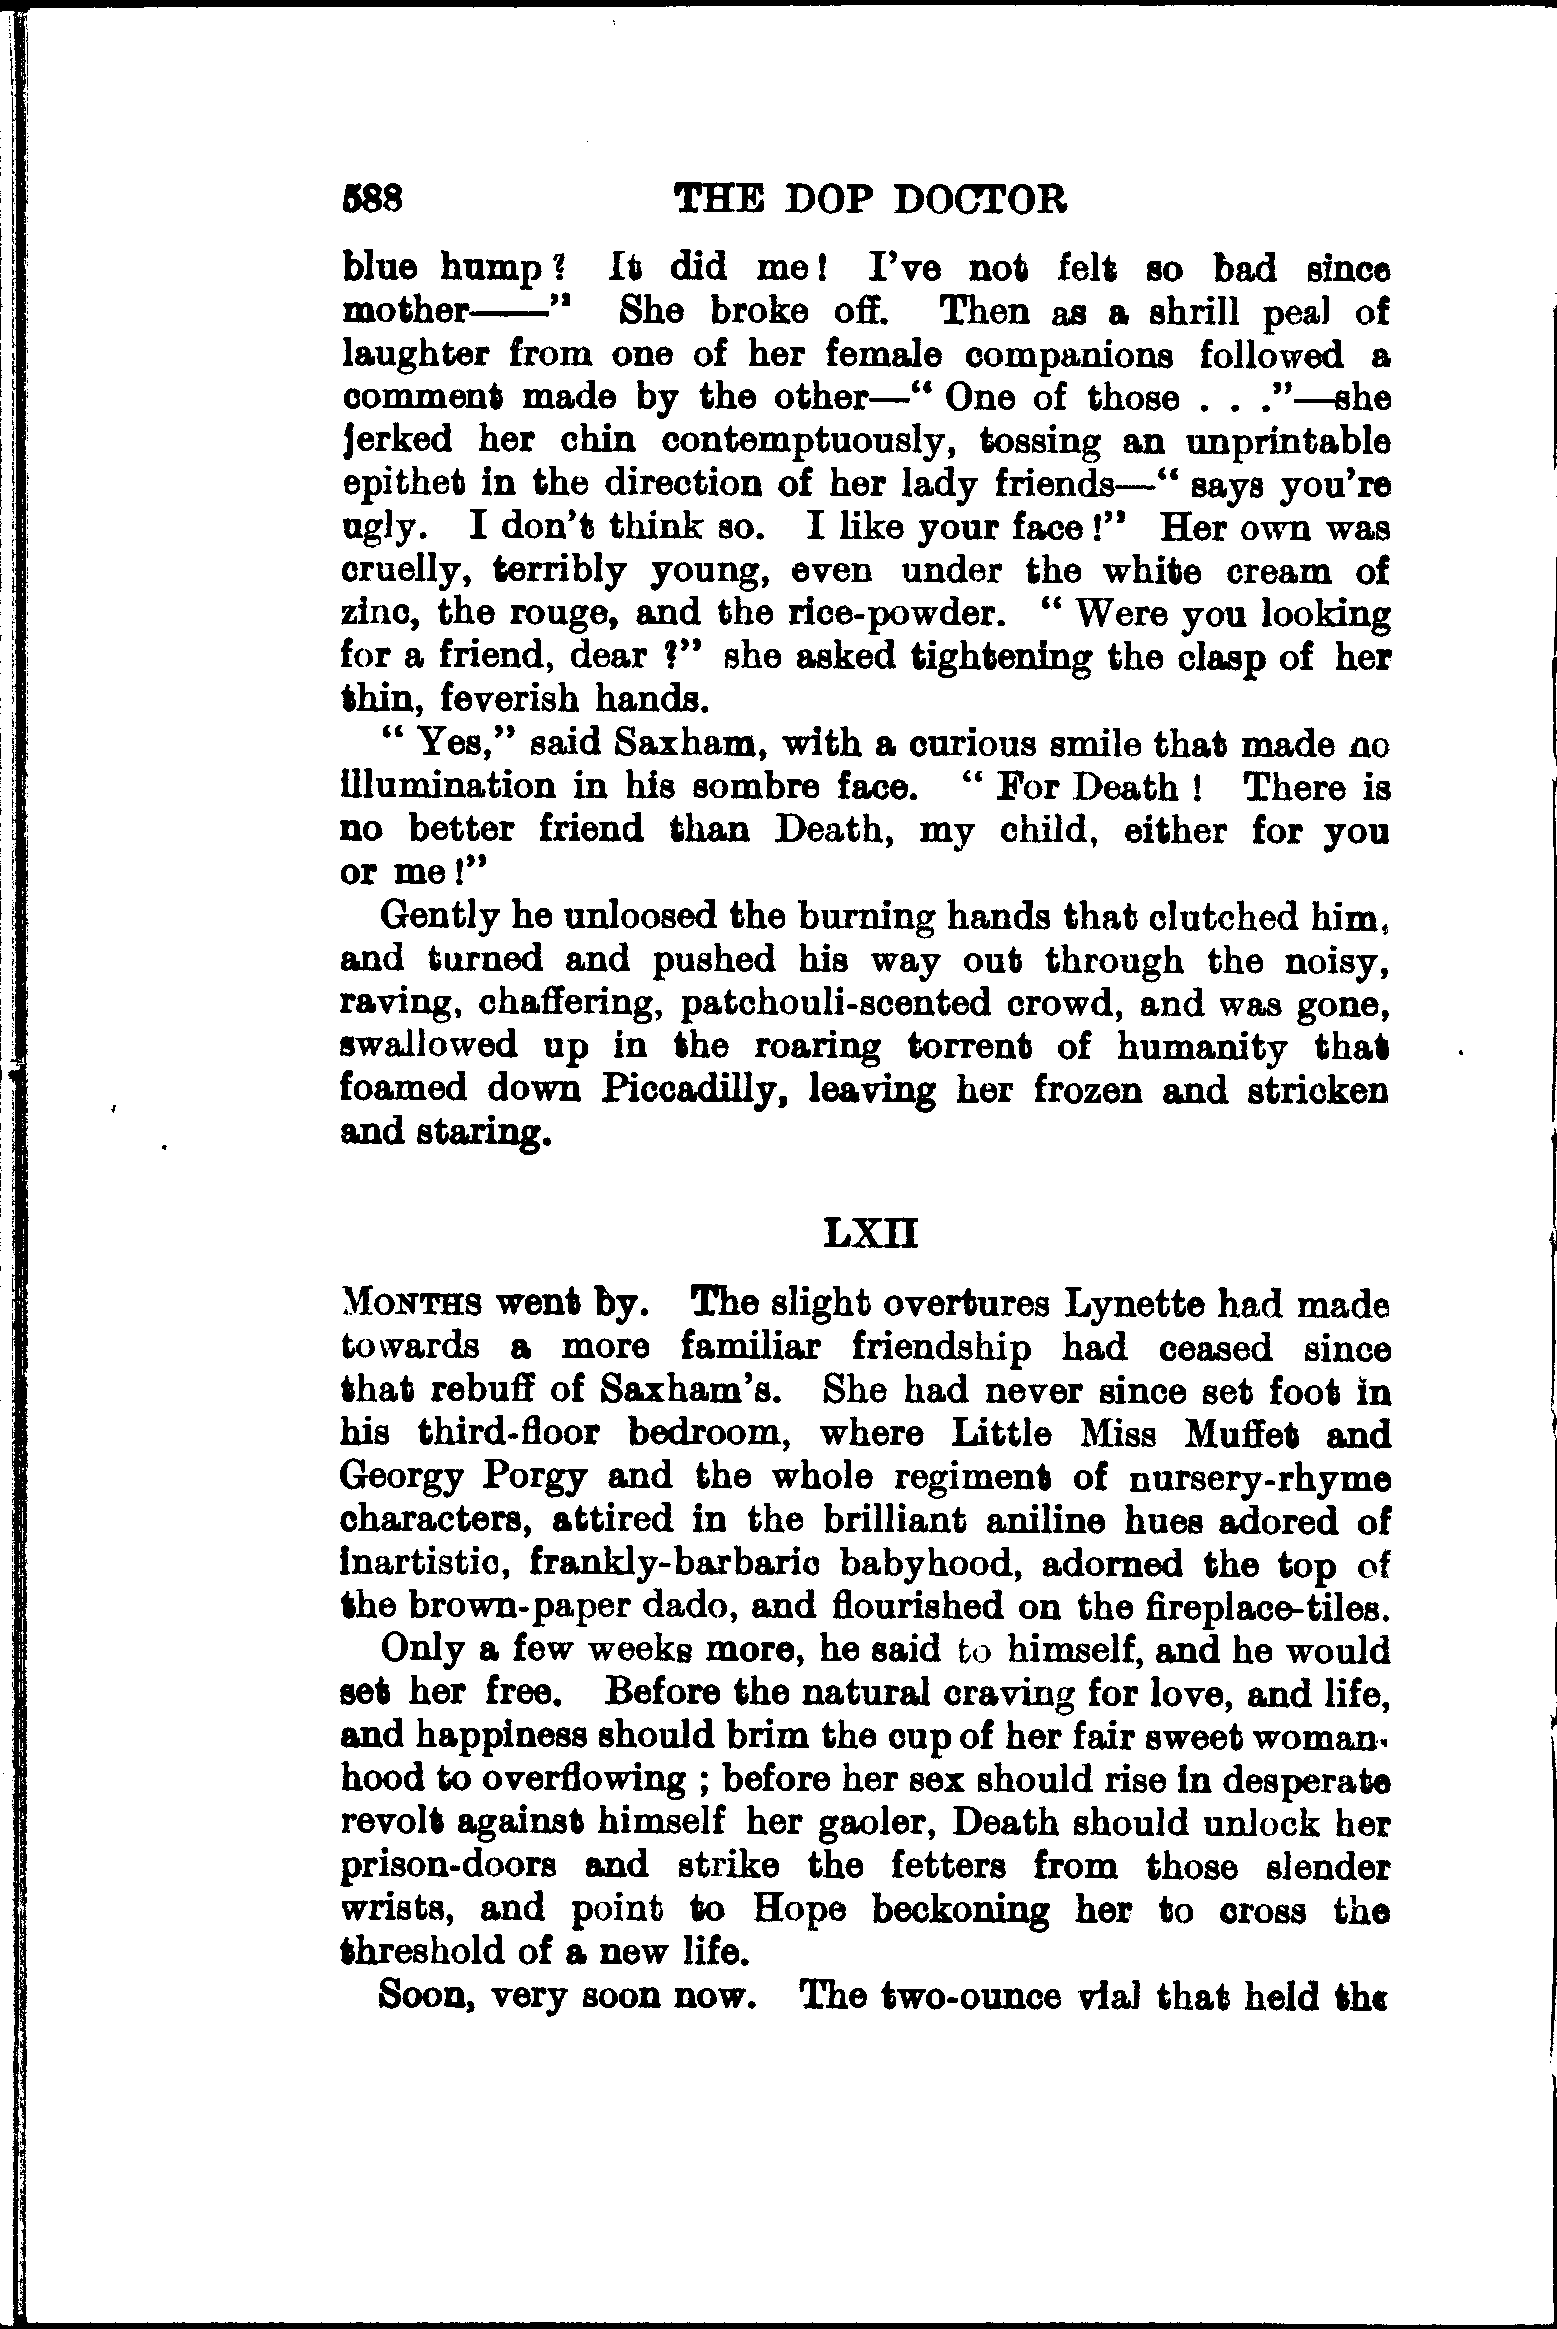 588 THE DOP DOCTOR
blue hump? It did me! I've not felt so bad since
mother——" She broke off. Then as a shrill peal of
laughter from one of her female companions followed a
comment made by the other—" One of those . . ."—she
jerked her chin contemptuously, tossing an unprintable
epithet in the direction of her lady friends—" says you're
ugly. I don't think so. I like your face!" Her own was
cruelly, terribly young, even under the white cream of
zinc, the rouge, and the rice-powder. " Were you looking
for a friend, dear ?" she asked tightening the clasp of her
thin, feverish hands.
" Yes," said Saxham, with a curious smile that made no
illumination in his sombre face. " For Death ! There is
no better friend than Death, my child, either for you
or me!"
Gently he unloosed the burning hands that clutched him,
and turned and pushed his way out through the noisy,
raving, chaffering, patchouli-scented crowd, and was gone,
swallowed up in the roaring torrent of humanity that
foamed down Piccadilly, leaving her frozen and stricken
and staring.
LXII
MONTHS went by. The slight overtures Lynette had made
towards a more familiar friendship had ceased since
that rebuff of Saxham's. She had never since set foot in
his third-floor bedroom, where Little Miss Muffet and
Georgy Porgy and the whole regiment of nursery-rhyme
characters, attired in the brilliant aniline hues adored of
inartistic, frankly-barbaric babyhood, adorned the top of
the brown-paper dado, and flourished on the fireplace-tiles.
Only a few weeks more, he said to himself, and he would
set her free. Before the natural craving for love, and life,
and happiness should brim the cup of her fair sweet woman-
hood to overflowing ; before her sex should rise in desperate
revolt against himself her gaoler, Death should unlock her
prison-doors and strike the fetters from those slender
wrists, and point to Hope beckoning her to cross the
threshold of a new life.
Soon, very soon now. The two-ounce vial that held the